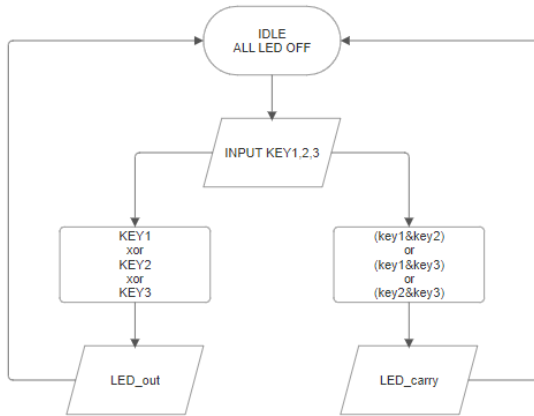 IDLE
ALL LED OFF
INPUT KEY1,2,3
KEY1
xor
KEY2
xor
KEY3
(key1&key2)
or
(key1&key3)
or
(key2&key3)
LED_out
LED_carry